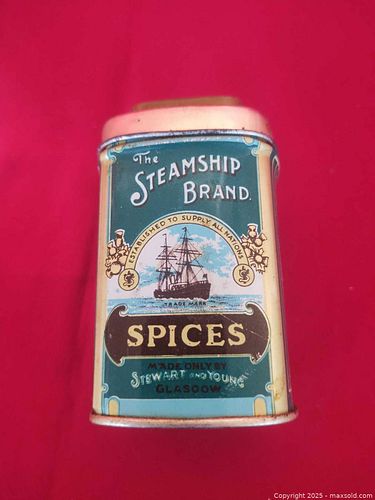 The
STEAMSHIP
BRAND.
ESTABLISHED TO SUPPLY ALL NATIONS
TRADE MARK
SPICES
MADE ONLY BY
STEWART AND YOUNG
GLASGOW
Copyright © 2025 - maxsold.com